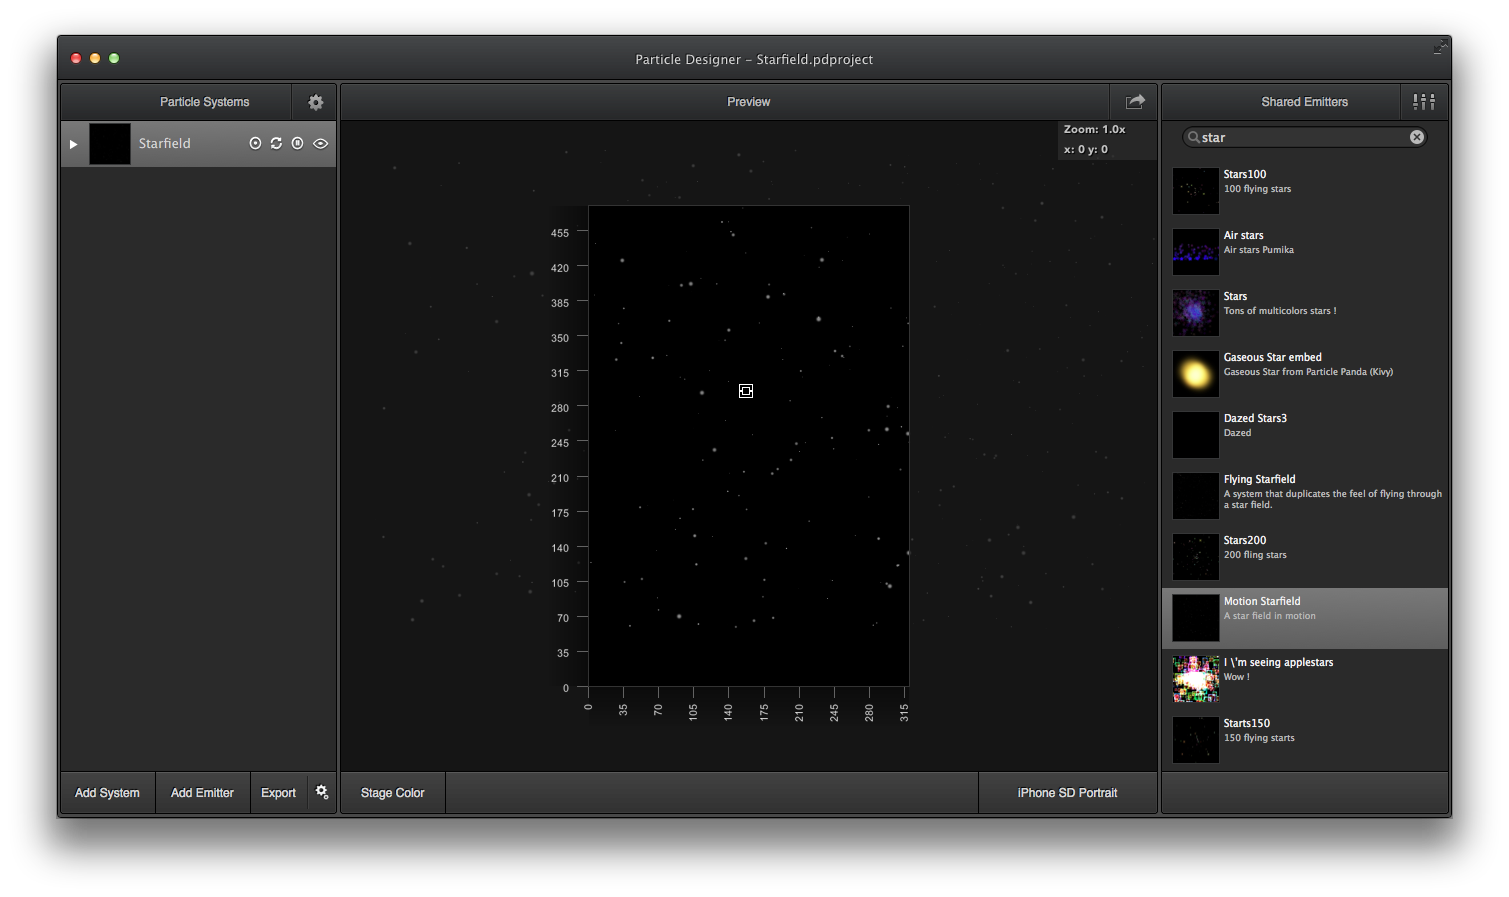 Particle Designer – Starfield.pdproject
Particle Systems
Starfield
Add System
Add Emitter
Export
Preview
Zoom: 1.0x
x: 0 y: 0
455
420
385
350
315
280
245
210
175
140
105
70
35
0
0
35
70
105
140
175
210
245
280
315
Stage Color
iPhone SD Portrait
Shared Emitters
star
Stars100
100 flying stars
Air stars
Air stars Pumika
Stars
Tons of multicolors stars !
Gaseous Star embed
Gaseous Star from Particle Panda (Kivy)
Dazed Stars3
Dazed
Flying Starfield
A system that duplicates the feel of flying through
a star field.
Stars200
200 fling stars
Motion Starfield
A star field in motion
I \'m seeing applestars
Wow !
Starts150
150 flying starts